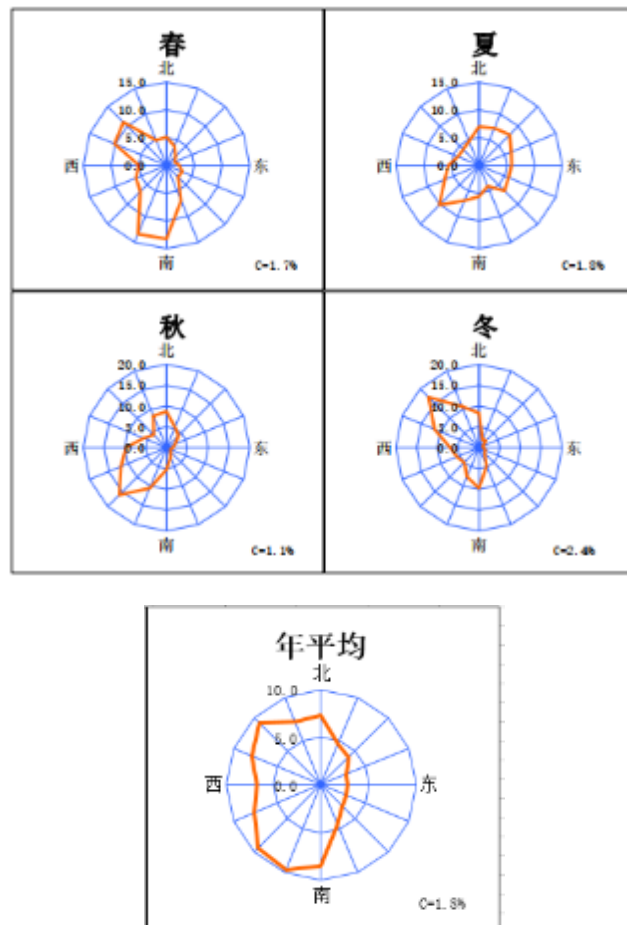 春
北
15.0
10.0
5.0
西 0.0 东
南
C=1.7%
夏
北
15.0
10.0
5.0
西 0.0 东
南
C=1.8%
秋
北
20.0
15.0
10.0
5.0
西 0.0 东
南
C=1.1%
冬
北
20.0
15.0
10.0
5.0
西 0.0 东
南
C=2.4%
年平均
北
10.0
5.0
西 0.0 东
南
C=1.8%